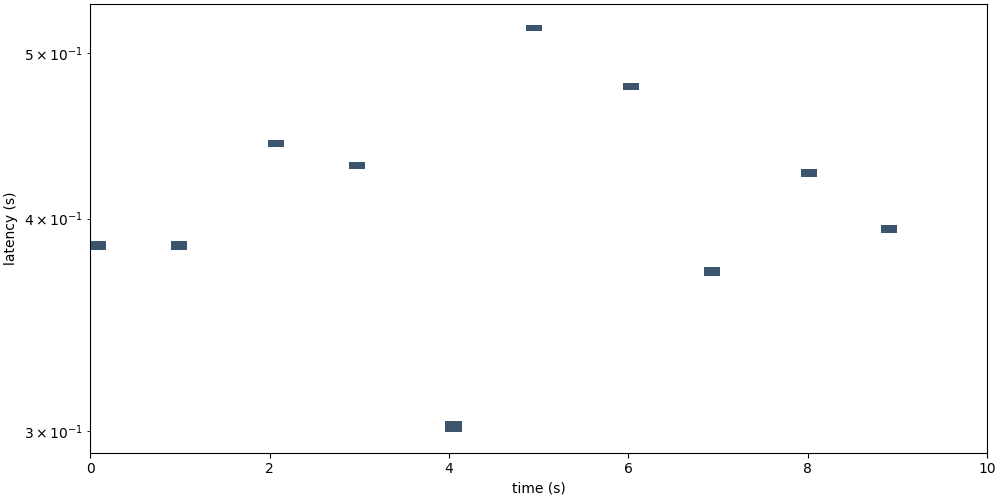 5 × 10⁻¹
4 × 10⁻¹
3 × 10⁻¹
latency (s)
0 2 4 6 8 10
time (s)